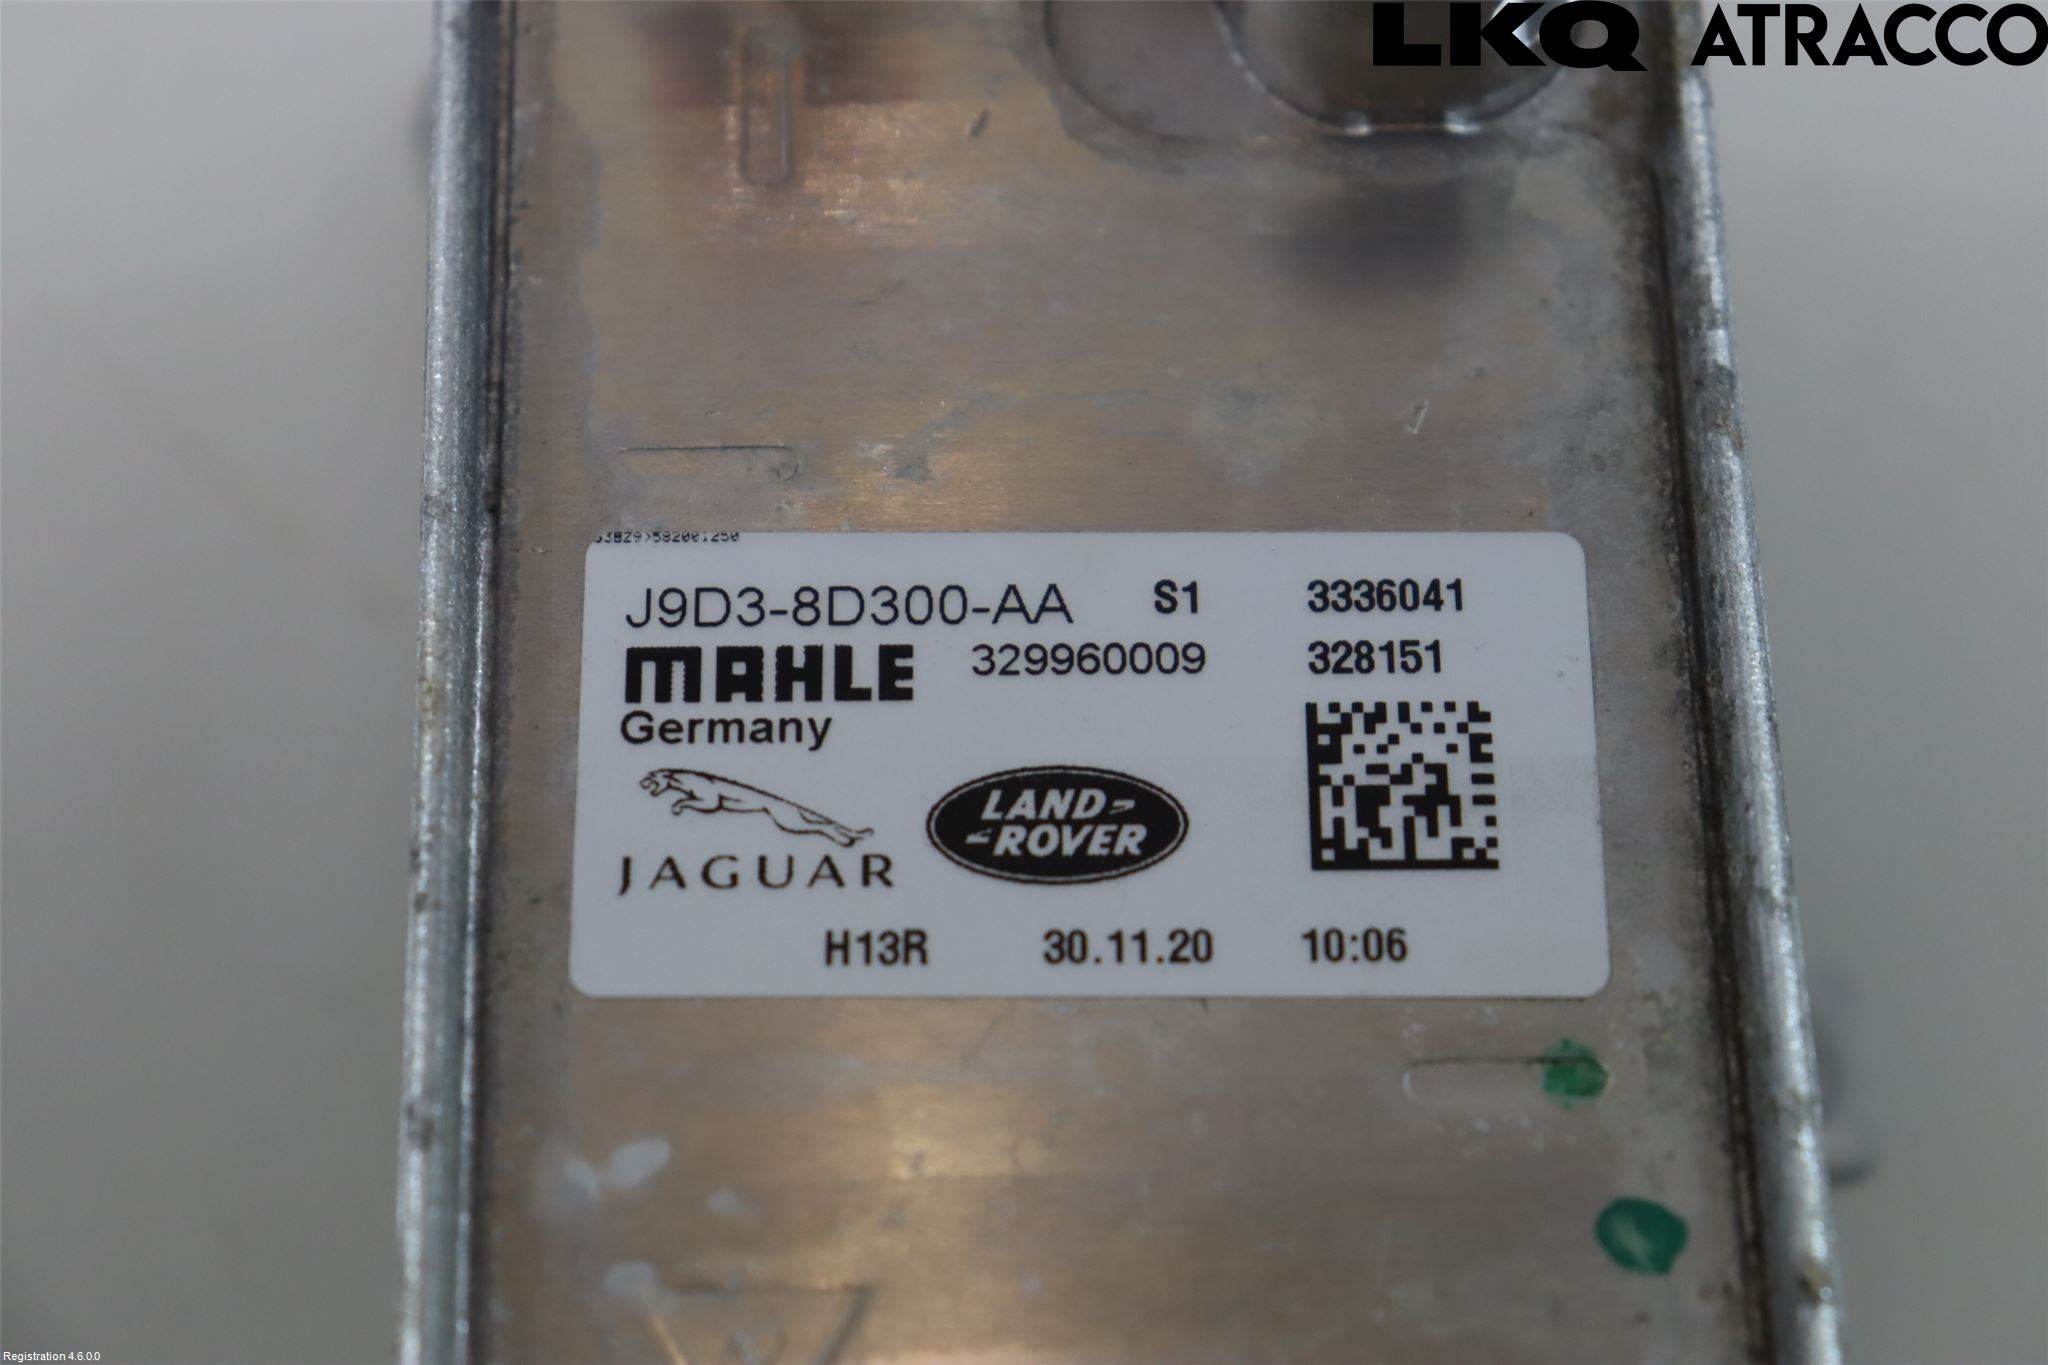 LKQ ATRACCO
J9D3-8D300-AA S1 3336041
MAHLE 329960009 328151
Germany
JAGUAR
LAND
ROVER
H13R 30.11.20 10:06
Registration 4.6.0.0